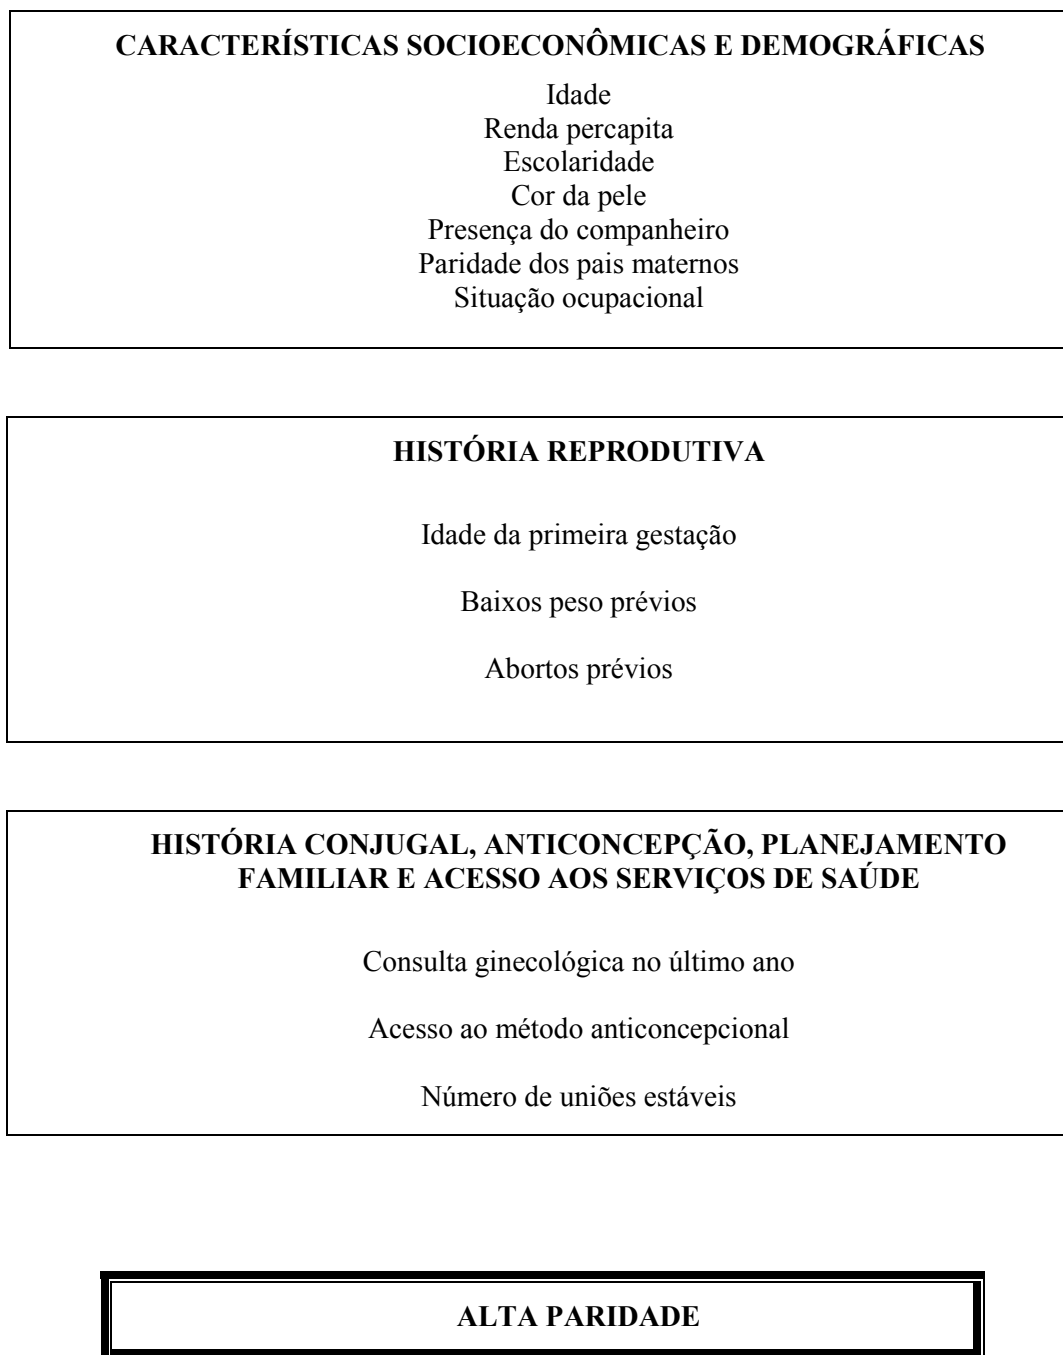 CARACTERÍSTICAS SOCIOECONÔMICAS E DEMOGRÁFICAS
Idade
Renda percapita
Escolaridade
Cor da pele
Presença do companheiro
Paridade dos pais maternos
Situação ocupacional
HISTÓRIA REPRODUTIVA
Idade da primeira gestação
Baixos peso prévios
Abortos prévios
HISTÓRIA CONJUGAL, ANTICONCEPÇÃO, PLANEJAMENTO
FAMILIAR E ACESSO AOS SERVIÇOS DE SAÚDE
Consulta ginecológica no último ano
Acesso ao método anticoncepcional
Número de uniões estáveis
ALTA PARIDADE